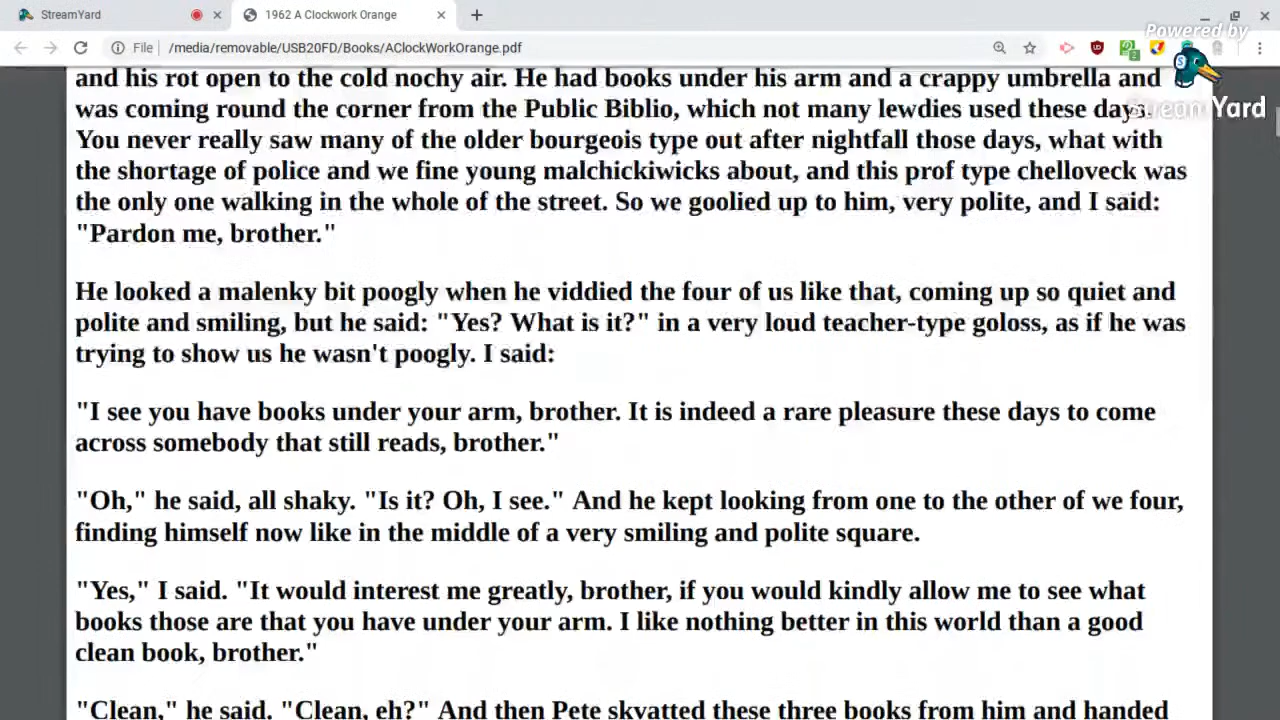 StreamYard
1962 A Clockwork Orange
File
/media/removable/USB20FD/Books/AClockWorkOrange.pdf
Powered by
StreamYard
and his rot open to the cold nochy air. He had books under his arm and a crappy umbrella and
was coming round the corner from the Public Biblio, which not many lewdies used these days.
You never really saw many of the older bourgeois type out after nightfall those days, what with
the shortage of police and we fine young malchickiwicks about, and this prof type chelloveck was
the only one walking in the whole of the street. So we goolied up to him, very polite, and I said:
"Pardon me, brother."
He looked a malenky bit poogly when he viddied the four of us like that, coming up so quiet and
polite and smiling, but he said: "Yes? What is it?" in a very loud teacher-type goloss, as if he was
trying to show us he wasn't poogly. I said:
"I see you have books under your arm, brother. It is indeed a rare pleasure these days to come
across somebody that still reads, brother."
"Oh," he said, all shaky. "Is it? Oh, I see." And he kept looking from one to the other of we four,
finding himself now like in the middle of a very smiling and polite square.
"Yes," I said. "It would interest me greatly, brother, if you would kindly allow me to see what
books those are that you have under your arm. I like nothing better in this world than a good
clean book, brother."
"Clean," he said. "Clean, eh?" And then Pete skvatted these three books from him and handed